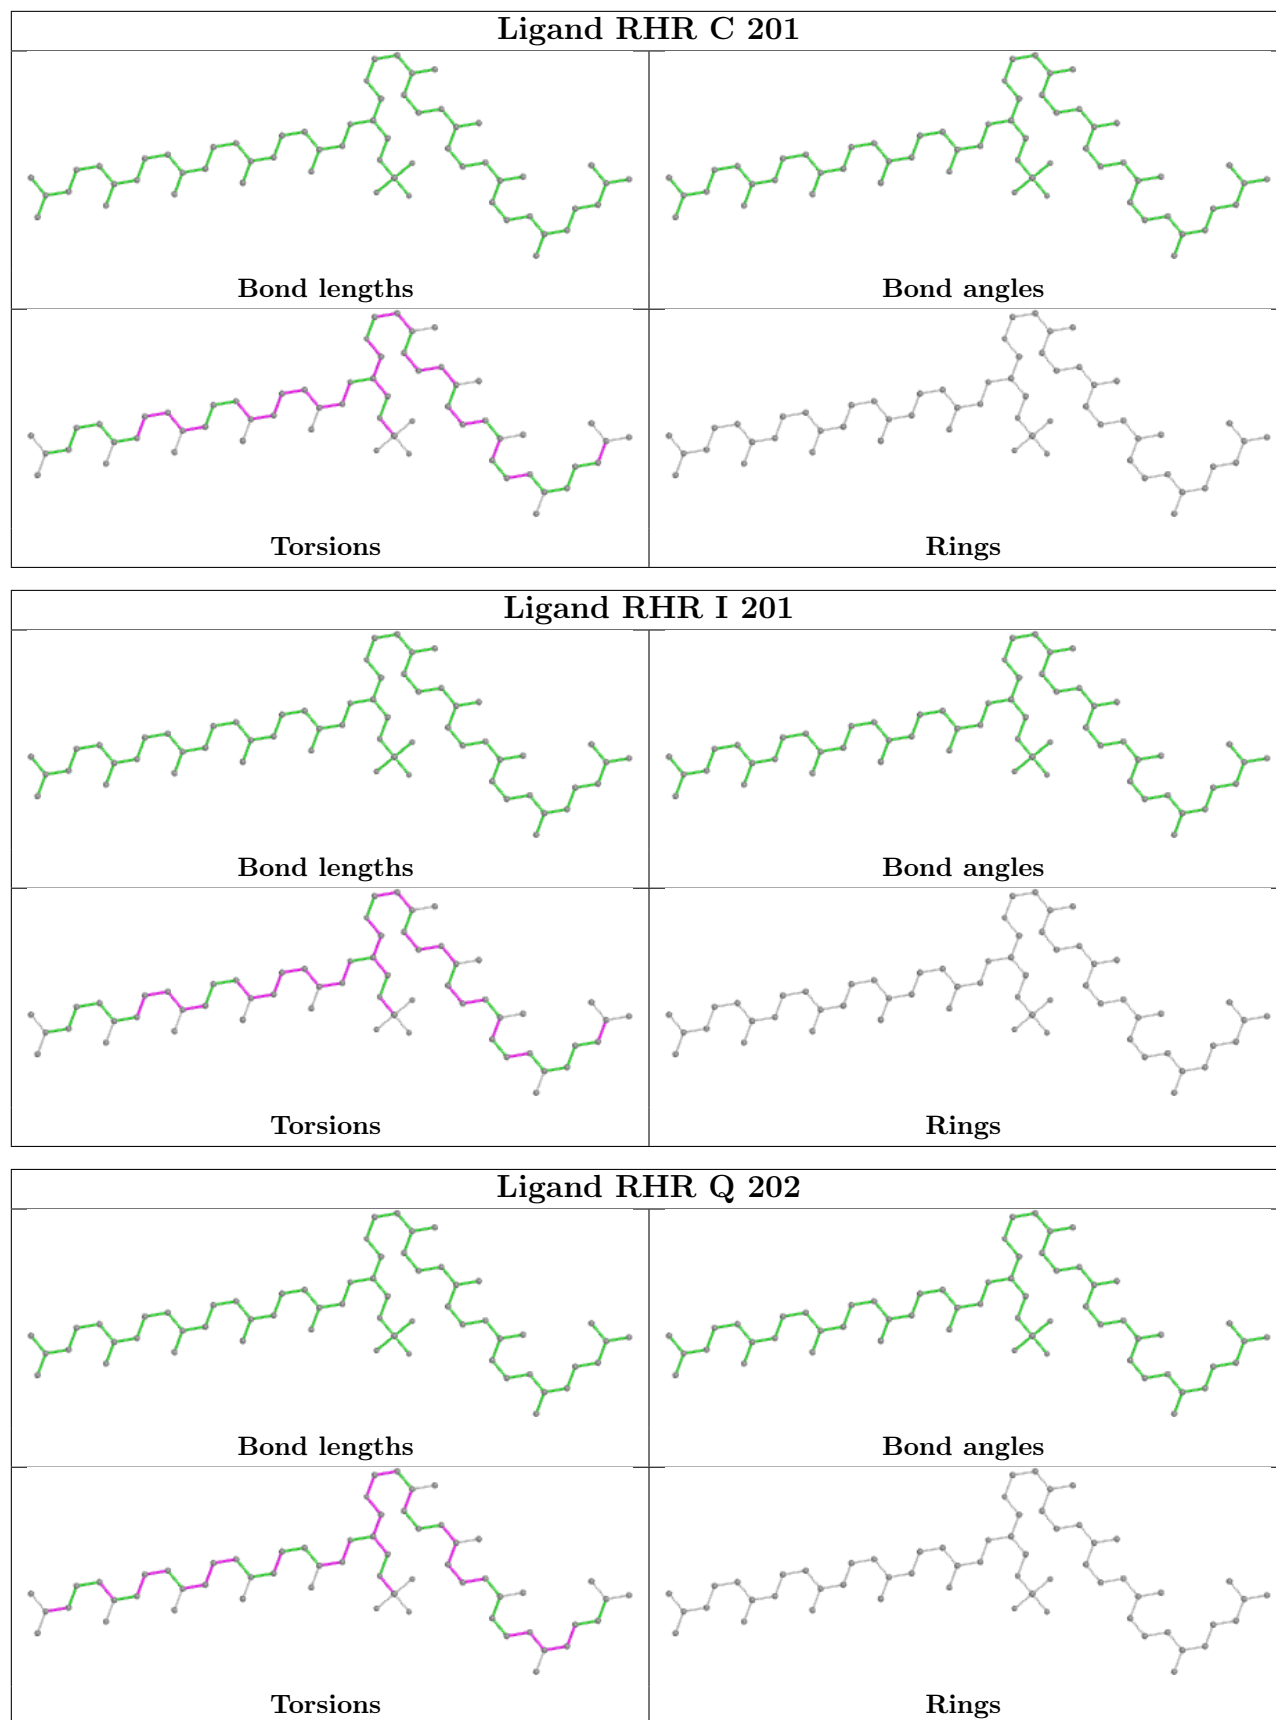 Ligand RHR C 201
Bond lengths
Bond angles
Torsions
Rings
Ligand RHR I 201
Bond lengths
Bond angles
Torsions
Rings
Ligand RHR Q 202
Bond lengths
Bond angles
Torsions
Rings